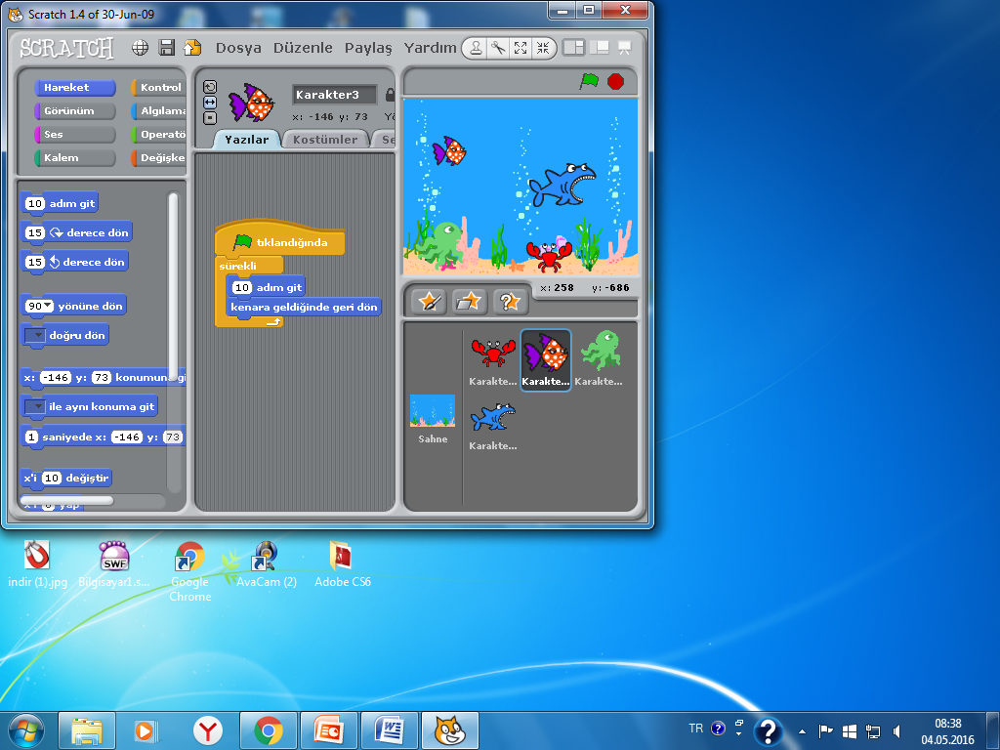 Scratch 1.4 of 30-Jun-09
SCRATCH
Dosya Düzenle Paylaş Yardım
Hareket Kontrol
Görünüm Algılama
Ses Operatö
Kalem Değişke
Karakter3
x: -146 y: 73 Yö
Yazılar Kostümler Se
10 adım git
15 derece dön
15 derece dön
90 yönüne dön
doğru dön
x: -146 y: 73 konumuna gi
ile aynı konuma git
1 saniyede x: -146 y: 73
x'i 10 değiştir
tıklandığında
sürekli
10 adım git
kenara geldiğinde geri dön
x: 258 y: -686
Karakte... Karakte... Karakte...
Sahne
Karakte...
indir (1).jpg
Bilgisayar1.s...
SWF
Google
Chrome
AvaCam (2)
Adobe CS6
TR
08:38
04.05.2016